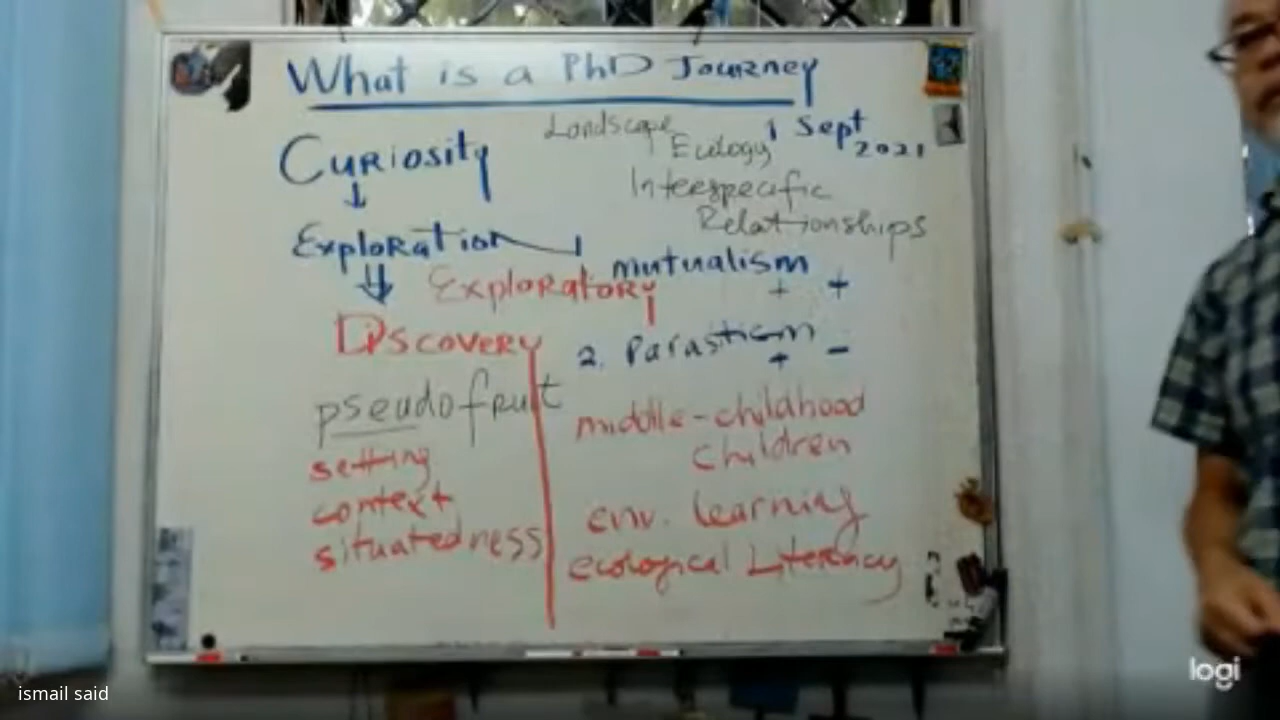 What is a PhD Journey
Landscape
1 Sept
2021
Curiosity
Ecology
Interspecific
Relationships
Exploration
mutualism
+ +
Exploratory
Discovery
2. Parasitism
+ -
pseudofruit
middle-childhood
children
setting
context
env. learning
situatedness
ecological Literacy
logi
ismail said